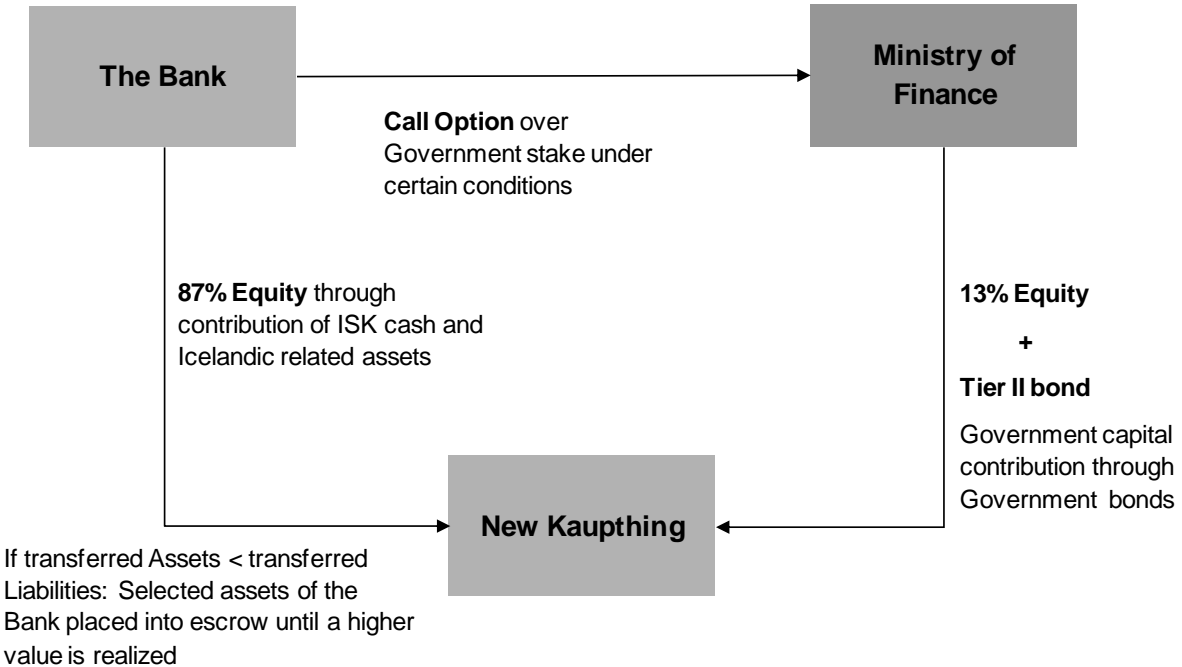 The Bank
Ministry of
Finance
Call Option over
Government stake under
certain conditions
87% Equity through
contribution of ISK cash and
Icelandic related assets
13% Equity
+
Tier II bond
Government capital
contribution through
Government bonds
New Kaupthing
If transferred Assets < transferred
Liabilities: Selected assets of the
Bank placed into escrow until a higher
value is realized